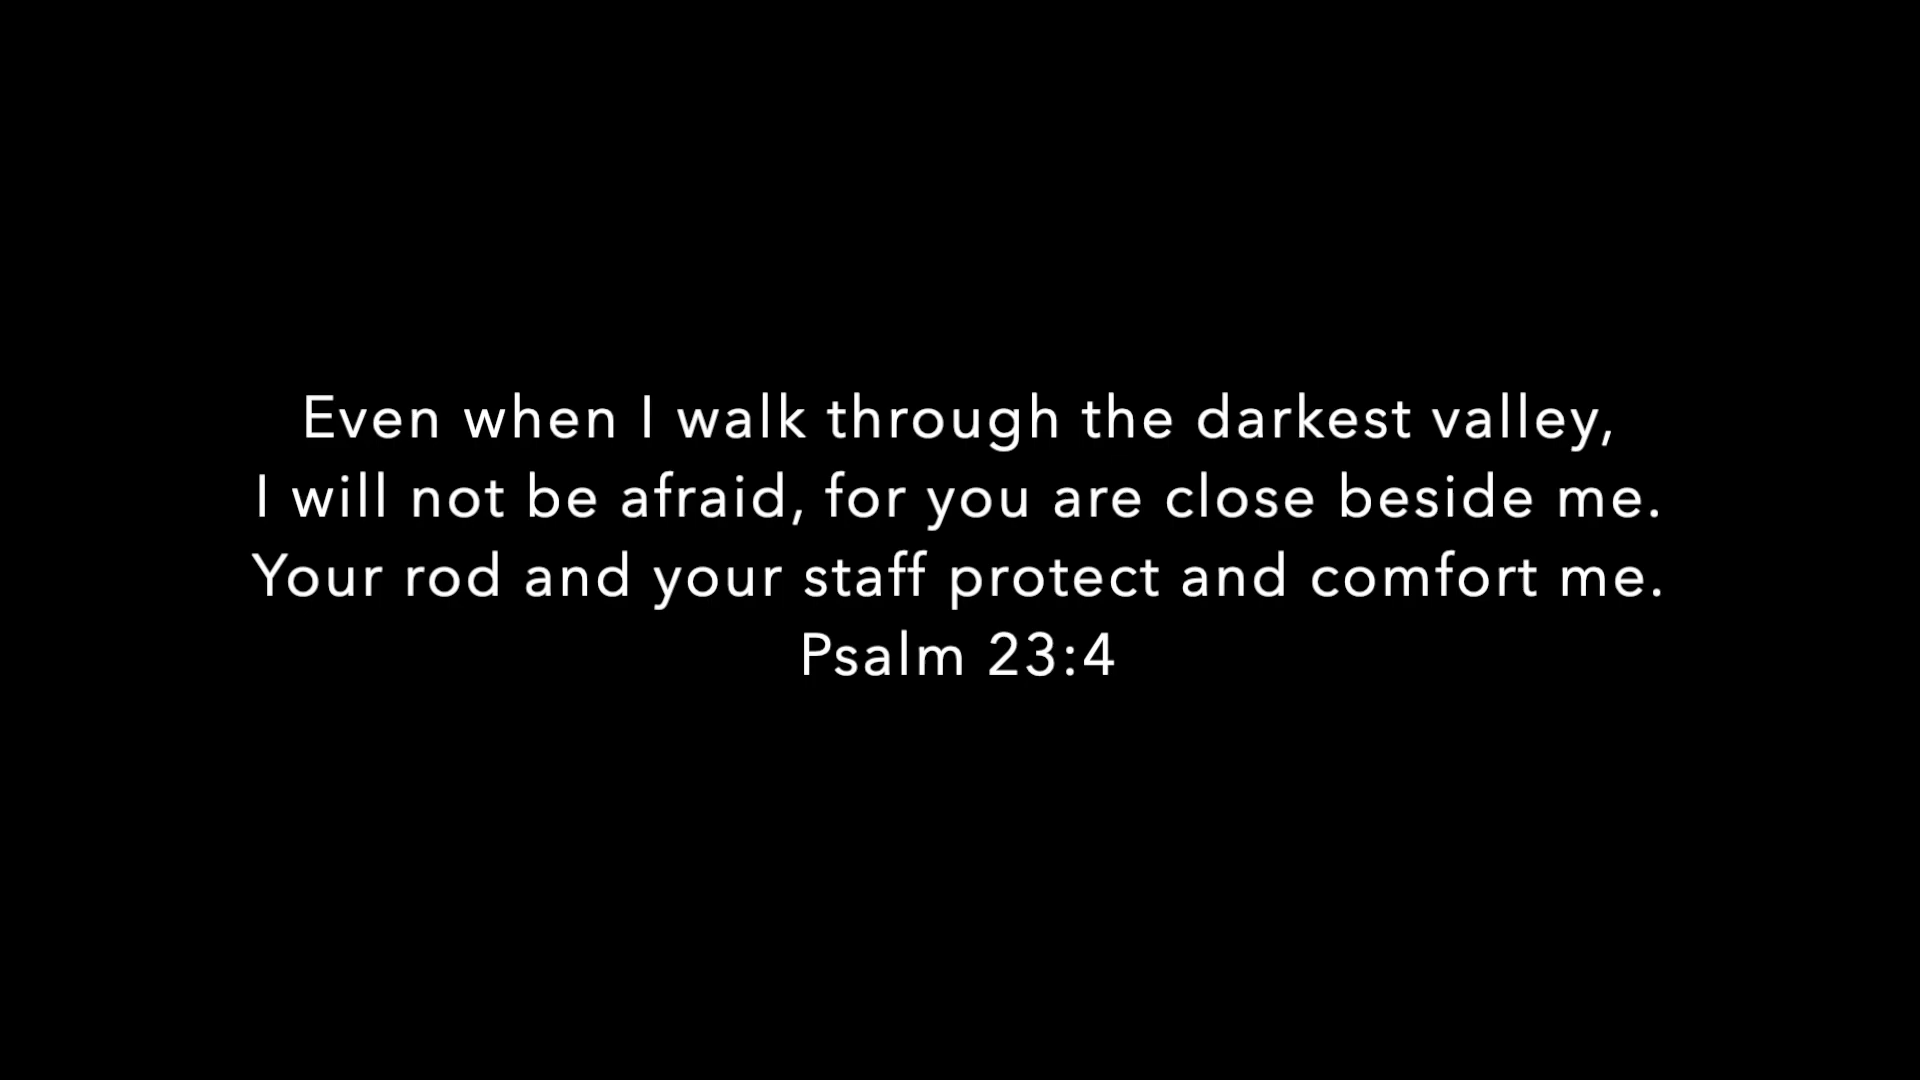 Even when I walk through the darkest valley,
I will not be afraid, for you are close beside me.
Your rod and your staff protect and comfort me.
Psalm 23:4